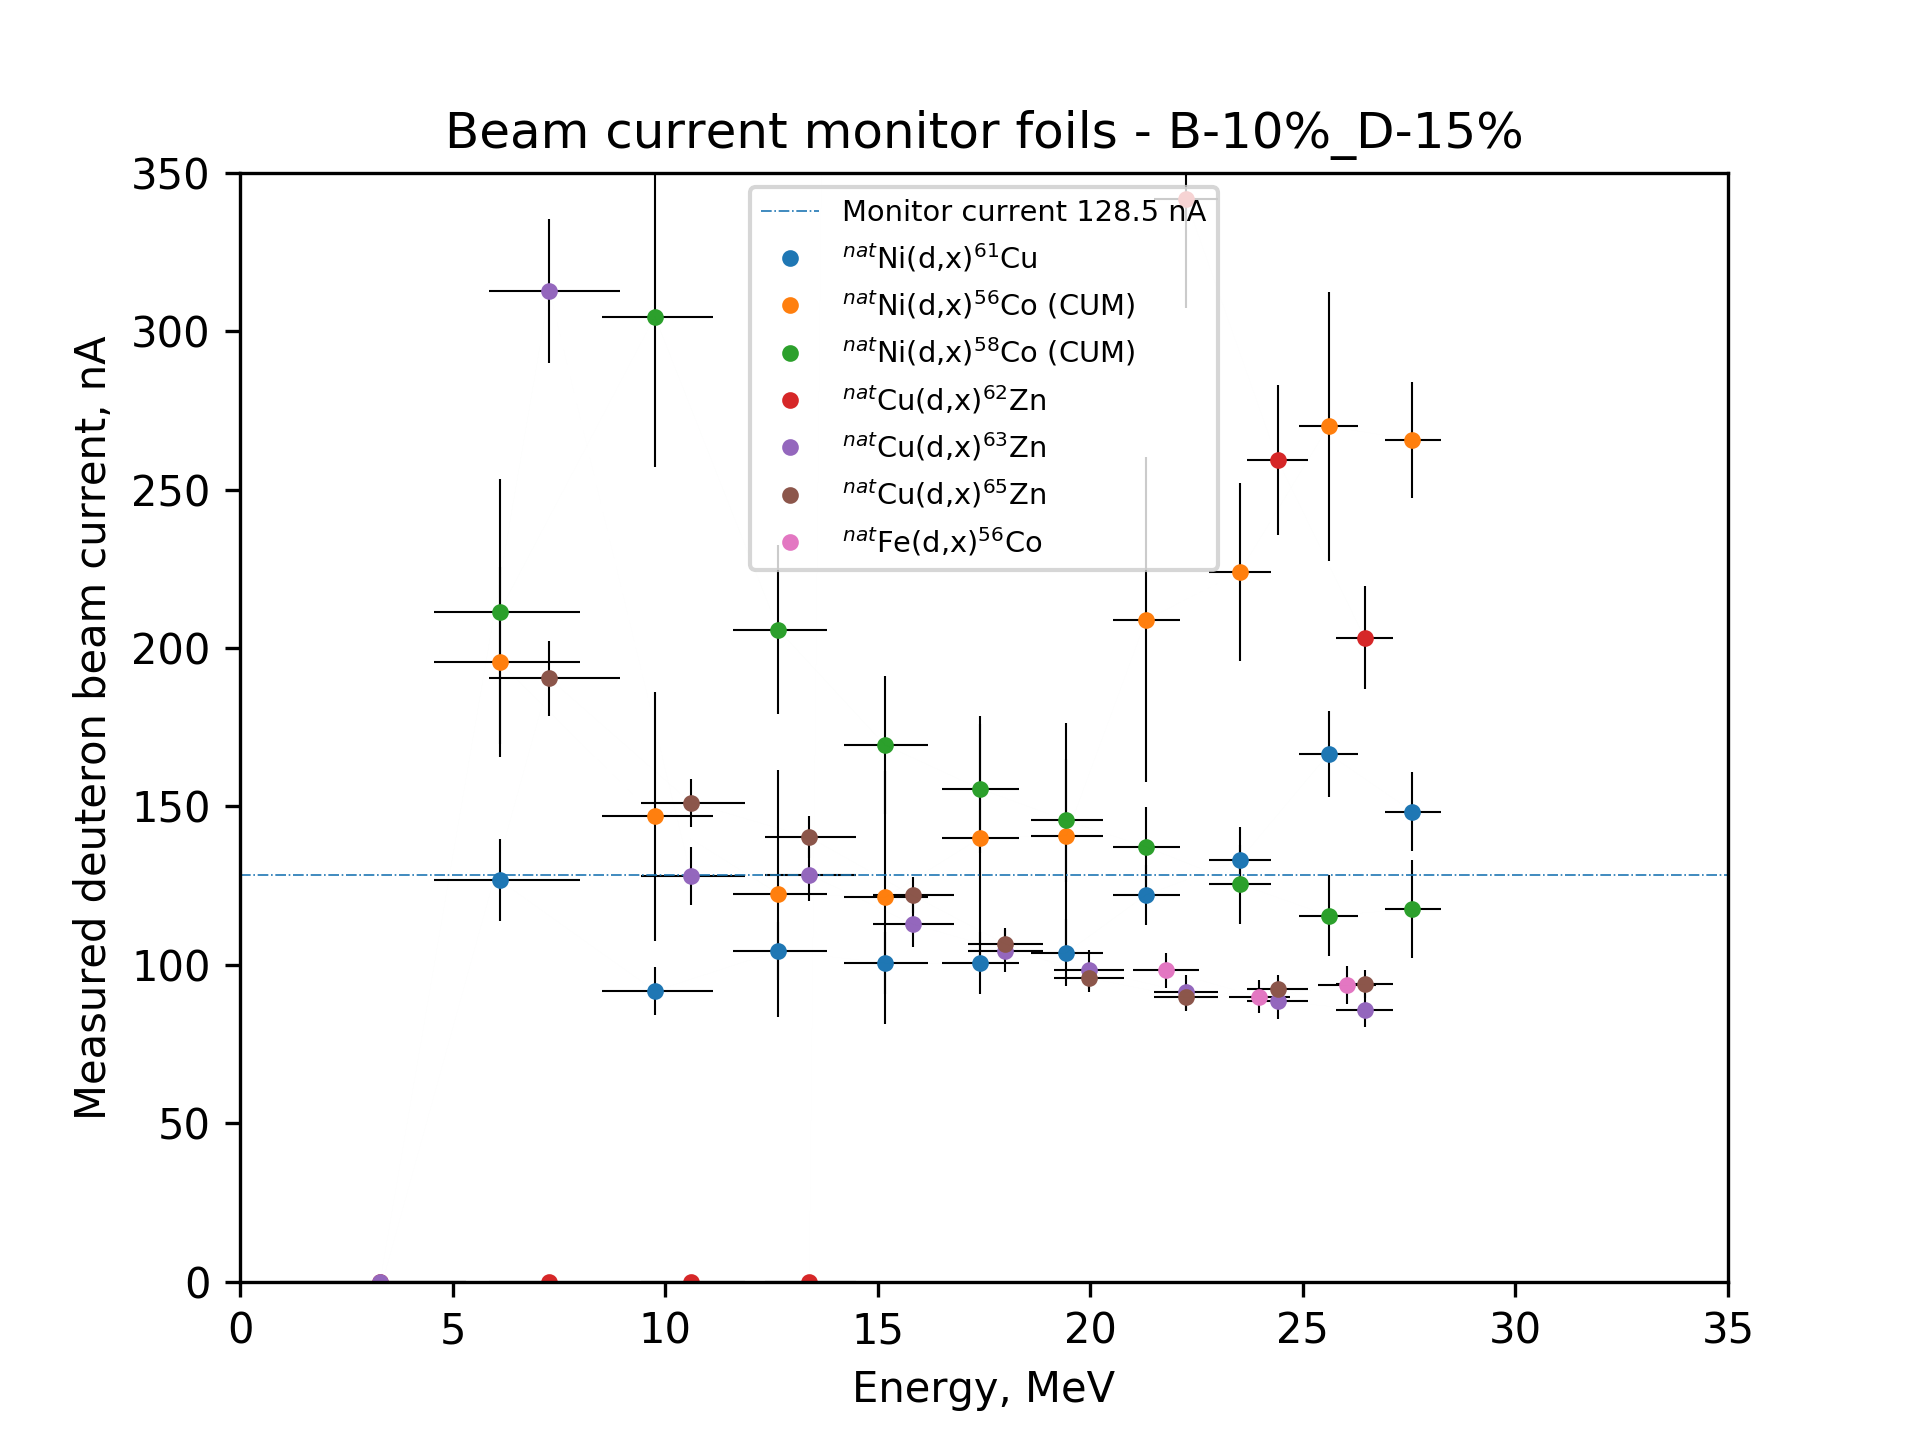 Beam current monitor foils - B-10%_D-15%
Measured deuteron beam current, nA
350
300
250
200
150
100
50
0
Monitor current 128.5 nA
ⁿᵃᵗNi(d,x)⁶¹Cu
ⁿᵃᵗNi(d,x)⁵⁶Co (CUM)
ⁿᵃᵗNi(d,x)⁵⁸Co (CUM)
ⁿᵃᵗCu(d,x)⁶²Zn
ⁿᵃᵗCu(d,x)⁶³Zn
ⁿᵃᵗCu(d,x)⁶⁵Zn
ⁿᵃᵗFe(d,x)⁵⁶Co
0 5 10 15 20 25 30 35
Energy, MeV